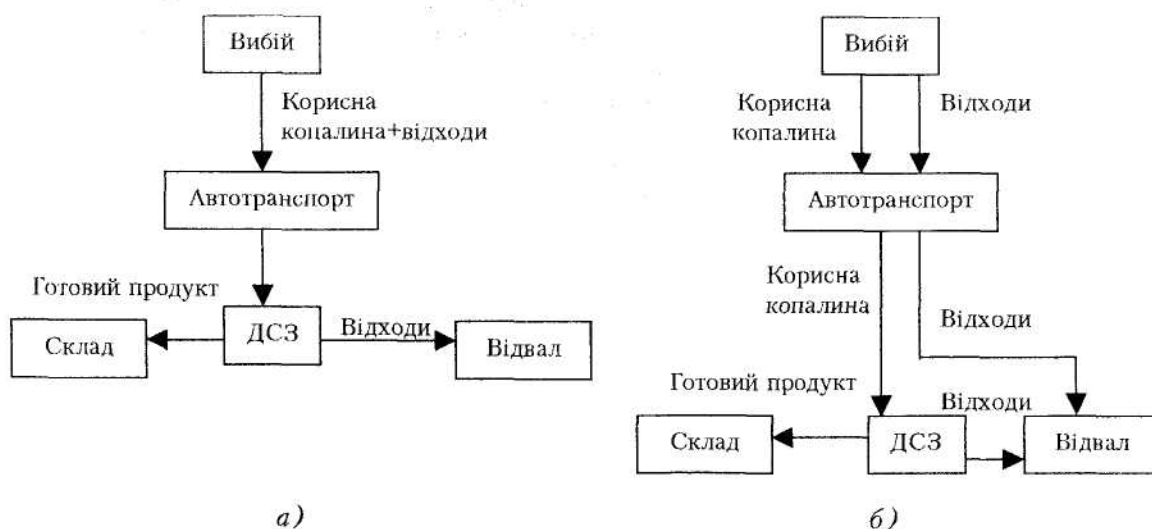 Вибій
Корисна
копалина+відходи
Автотранспорт
Готовий продукт
ДСЗ
Відходи
Склад
Відвал
а)
Вибій
Корисна
копалина
Відходи
Автотранспорт
Корисна
копалина
Відходи
Готовий продукт
Відходи
Склад
ДСЗ
Відвал
б)